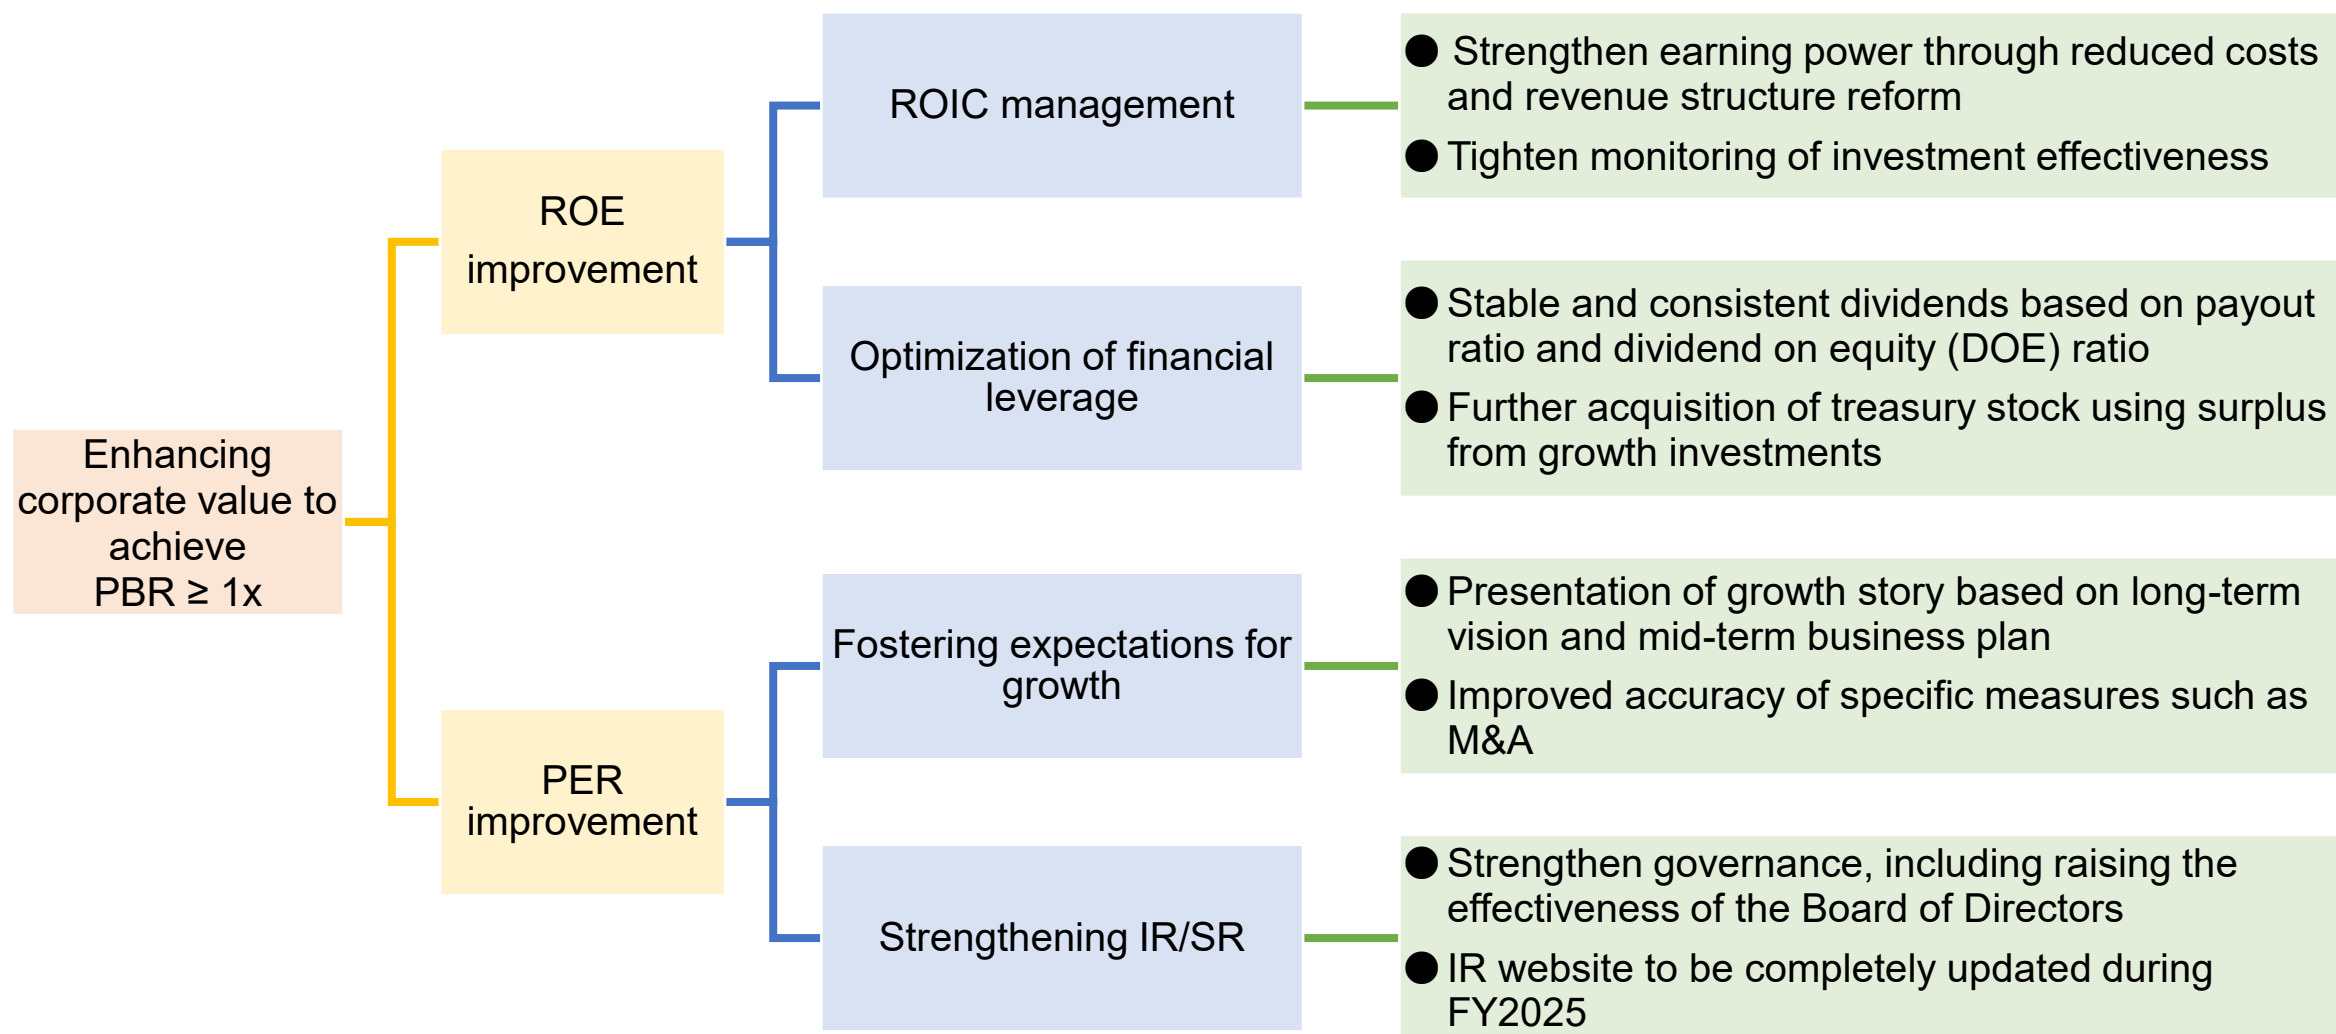 Enhancing
corporate value to
achieve
PBR ≥ 1x
ROE
improvement
ROIC management
● Strengthen earning power through reduced costs
and revenue structure reform
● Tighten monitoring of investment effectiveness
Optimization of financial
leverage
● Stable and consistent dividends based on payout
ratio and dividend on equity (DOE) ratio
● Further acquisition of treasury stock using surplus
from growth investments
PER
improvement
Fostering expectations for
growth
● Presentation of growth story based on long-term
vision and mid-term business plan
● Improved accuracy of specific measures such as
M&A
Strengthening IR/SR
● Strengthen governance, including raising the
effectiveness of the Board of Directors
● IR website to be completely updated during
FY2025